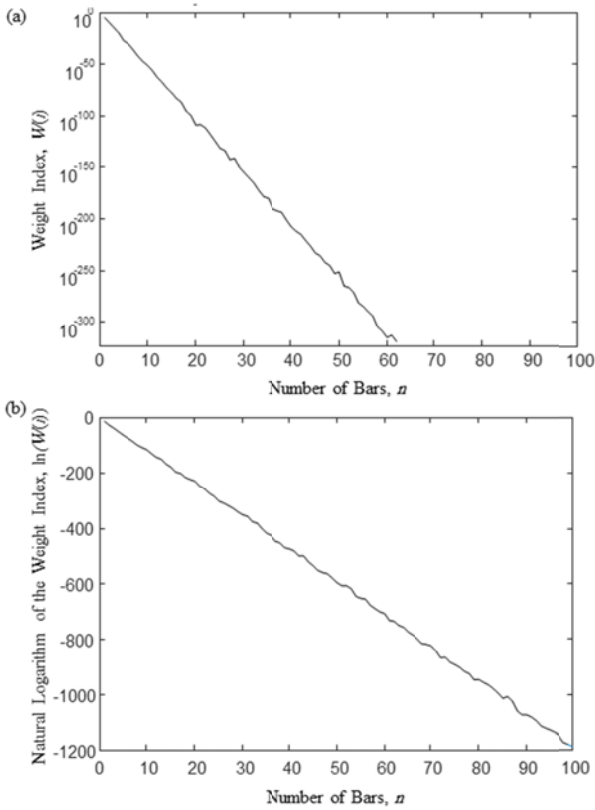 (a)
10^0
10^-50
10^-100
10^-150
10^-200
10^-250
10^-300
Weight Index, W(i)
0 10 20 30 40 50 60 70 80 90 100
Number of Bars, n
(b)
0
-200
-400
-600
-800
-1000
-1200
Natural Logarithm of the Weight Index, ln(W(i))
0 10 20 30 40 50 60 70 80 90 100
Number of Bars, n